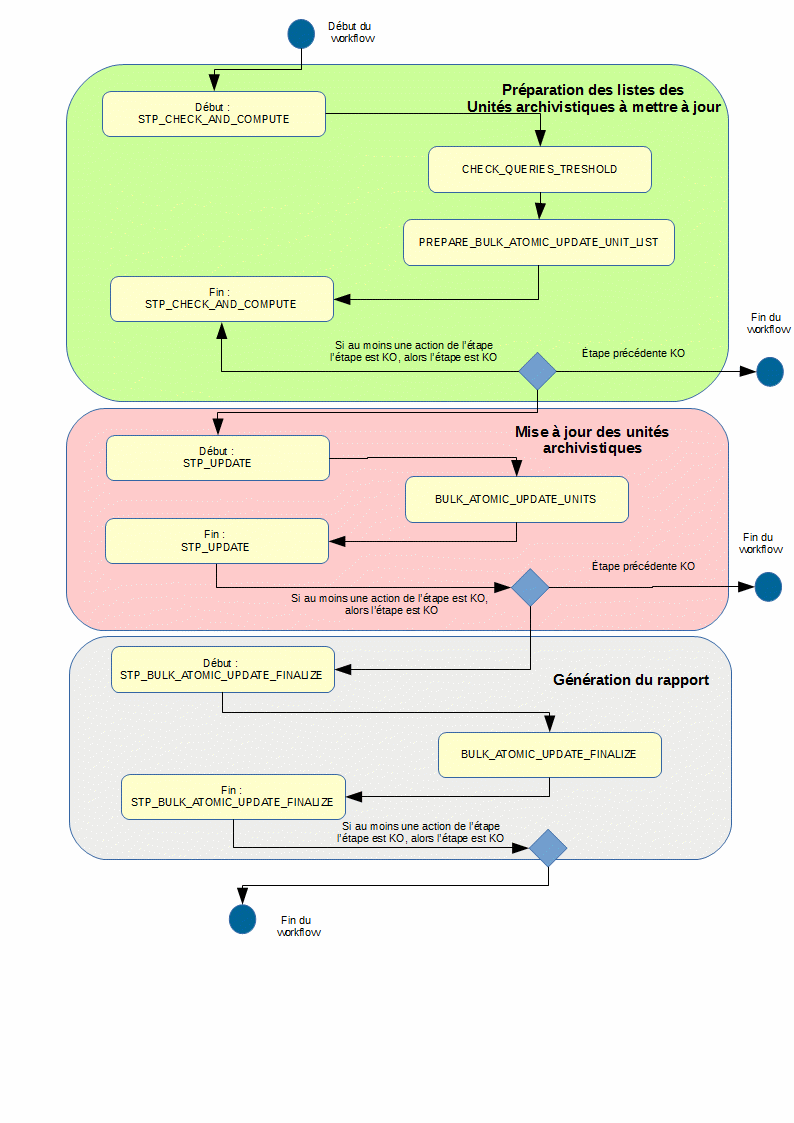 Début du
workflow
Préparation des listes des
Unités archivistiques à mettre à jour
Début :
STP_CHECK_AND_COMPUTE
CHECK_QUERIES_TRESHOLD
PREPARE_BULK_ATOMIC_UPDATE_UNIT_LIST
Fin :
STP_CHECK_AND_COMPUTE
Fin du
workflow
Si au moins une action de l'étape
l'étape est KO, alors l'étape est KO
Étape précédente KO
Mise à jour des unités
archivistiques
Début :
STP_UPDATE
BULK_ATOMIC_UPDATE_UNITS
Fin :
STP_UPDATE
Fin du
workflow
Étape précédente KO
Si au moins une action de l'étape est KO,
alors l'étape est KO
Début :
STP_BULK_ATOMIC_UPDATE_FINALIZE
Génération du rapport
BULK_ATOMIC_UPDATE_FINALIZE
Fin :
STP_BULK_ATOMIC_UPDATE_FINALIZE
Si au moins une action de l'étape
l'étape est KO, alors l'étape est KO
Fin du
workflow